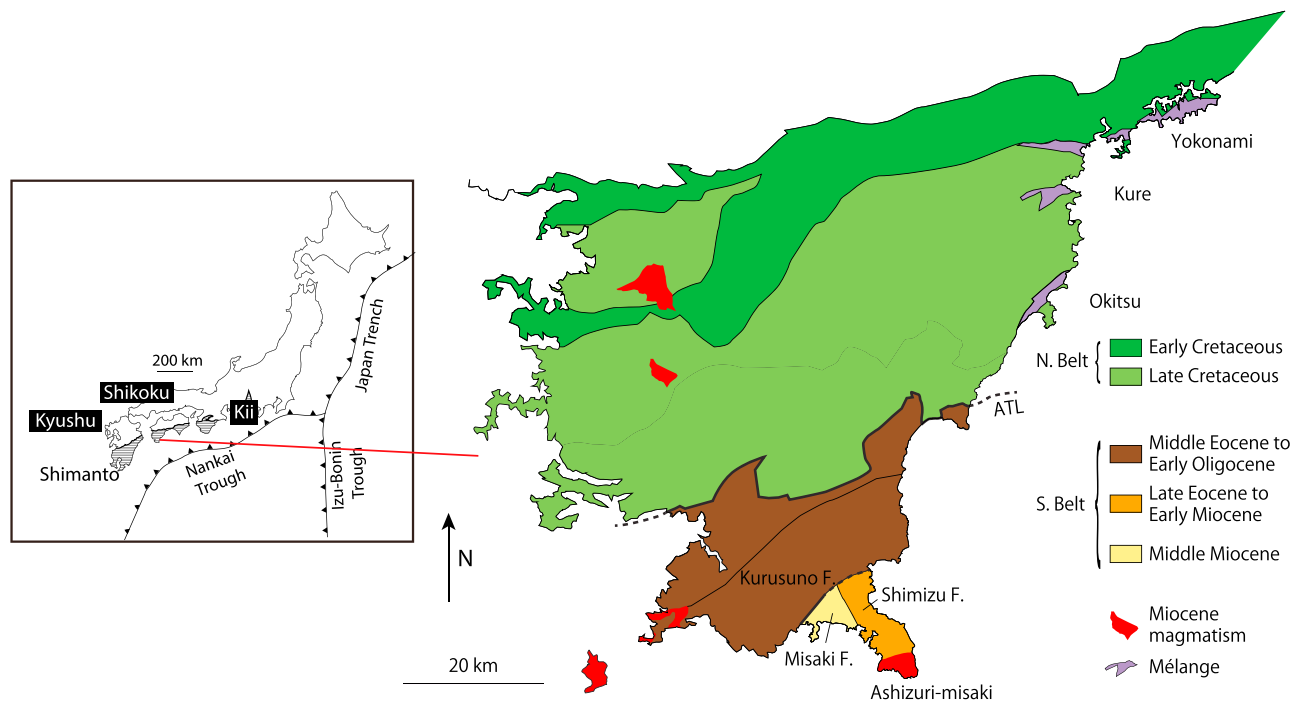 200 km
Shikoku
Kyushu
Kii
Shimanto
Nankai
Trough
Izu-Bonin
Trough
Japan Trench
N
20 km
Yokonami
Kure
Okitsu
ATL
Kurusuno F.
Shimizu F.
Misaki F.
Ashizuri-misaki
N. Belt
Early Cretaceous
Late Cretaceous
S. Belt
Middle Eocene to
Early Oligocene
Late Eocene to
Early Miocene
Middle Miocene
Miocene
magmatism
Mélange